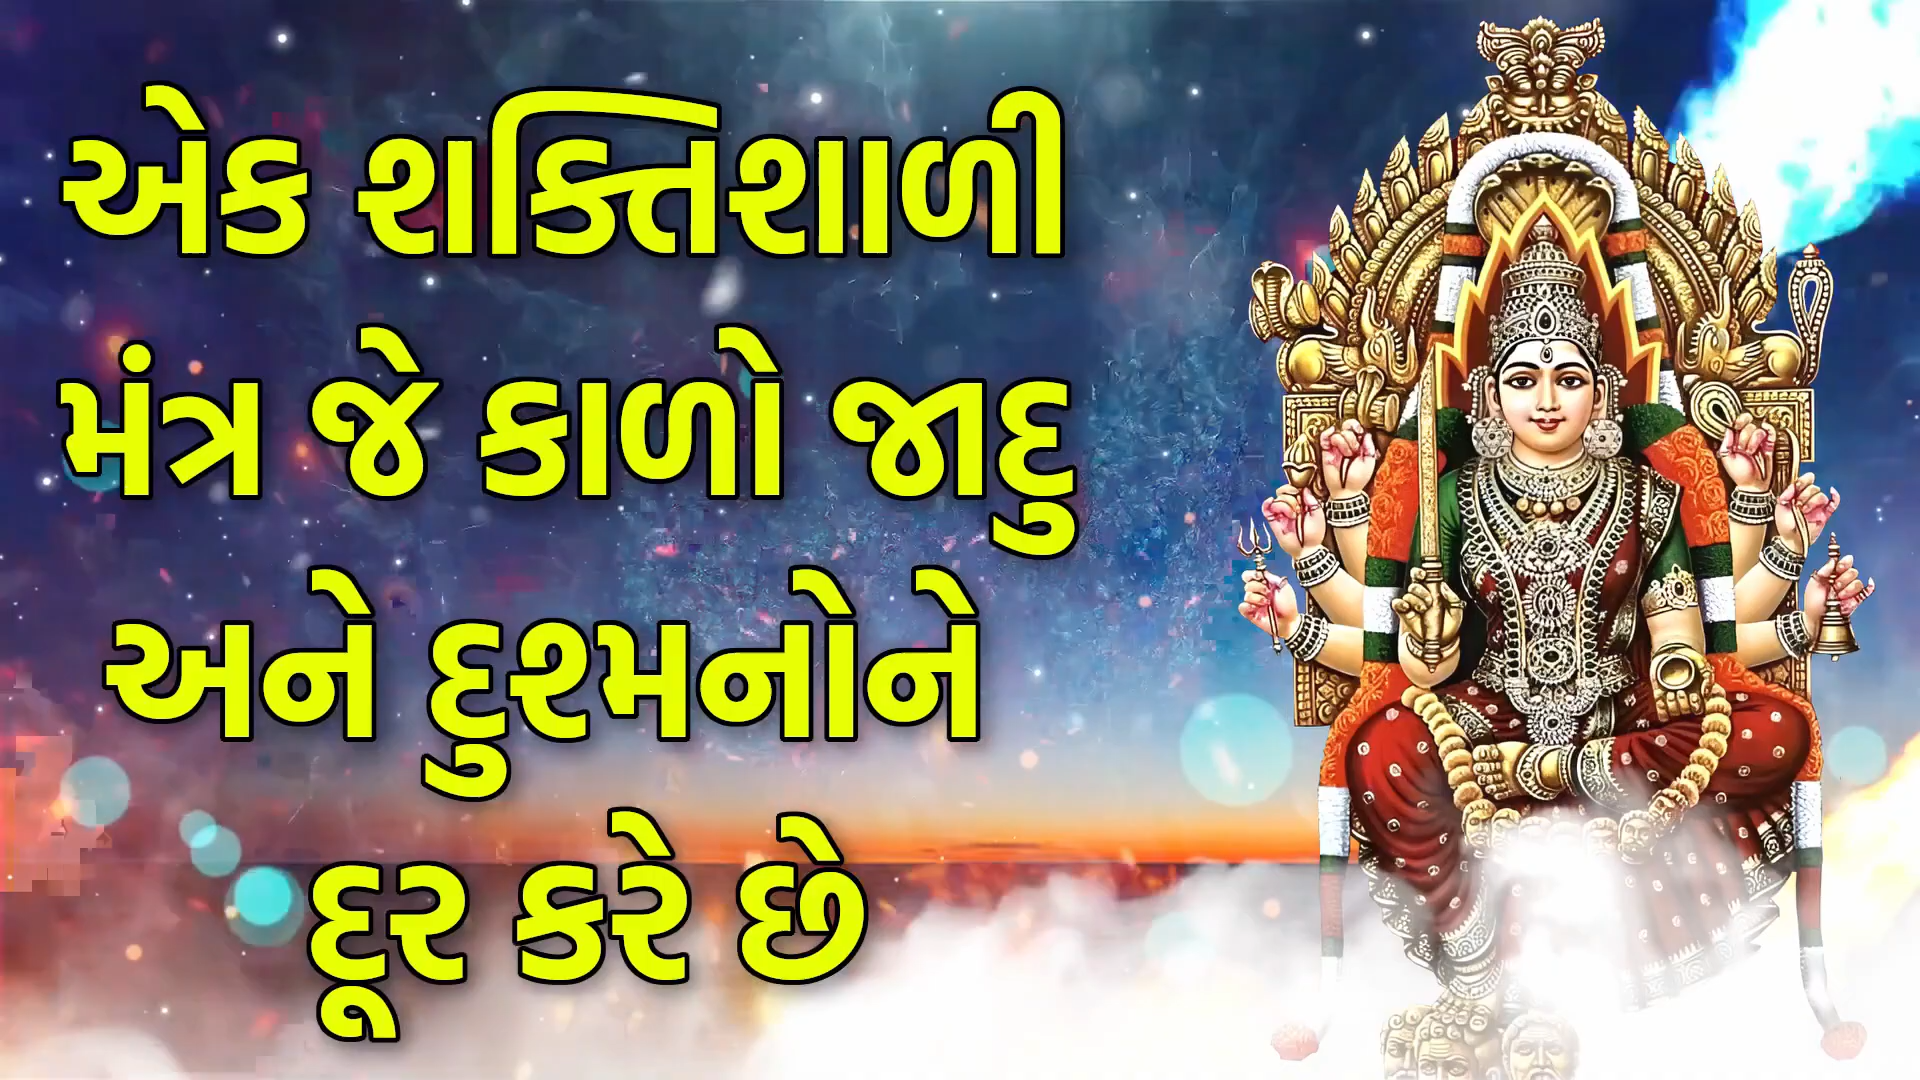 એક શક્તિશાળી
મંત્ર જે કાળો જાદુ
અને દુશ્મનોને
દૂર કરે છે